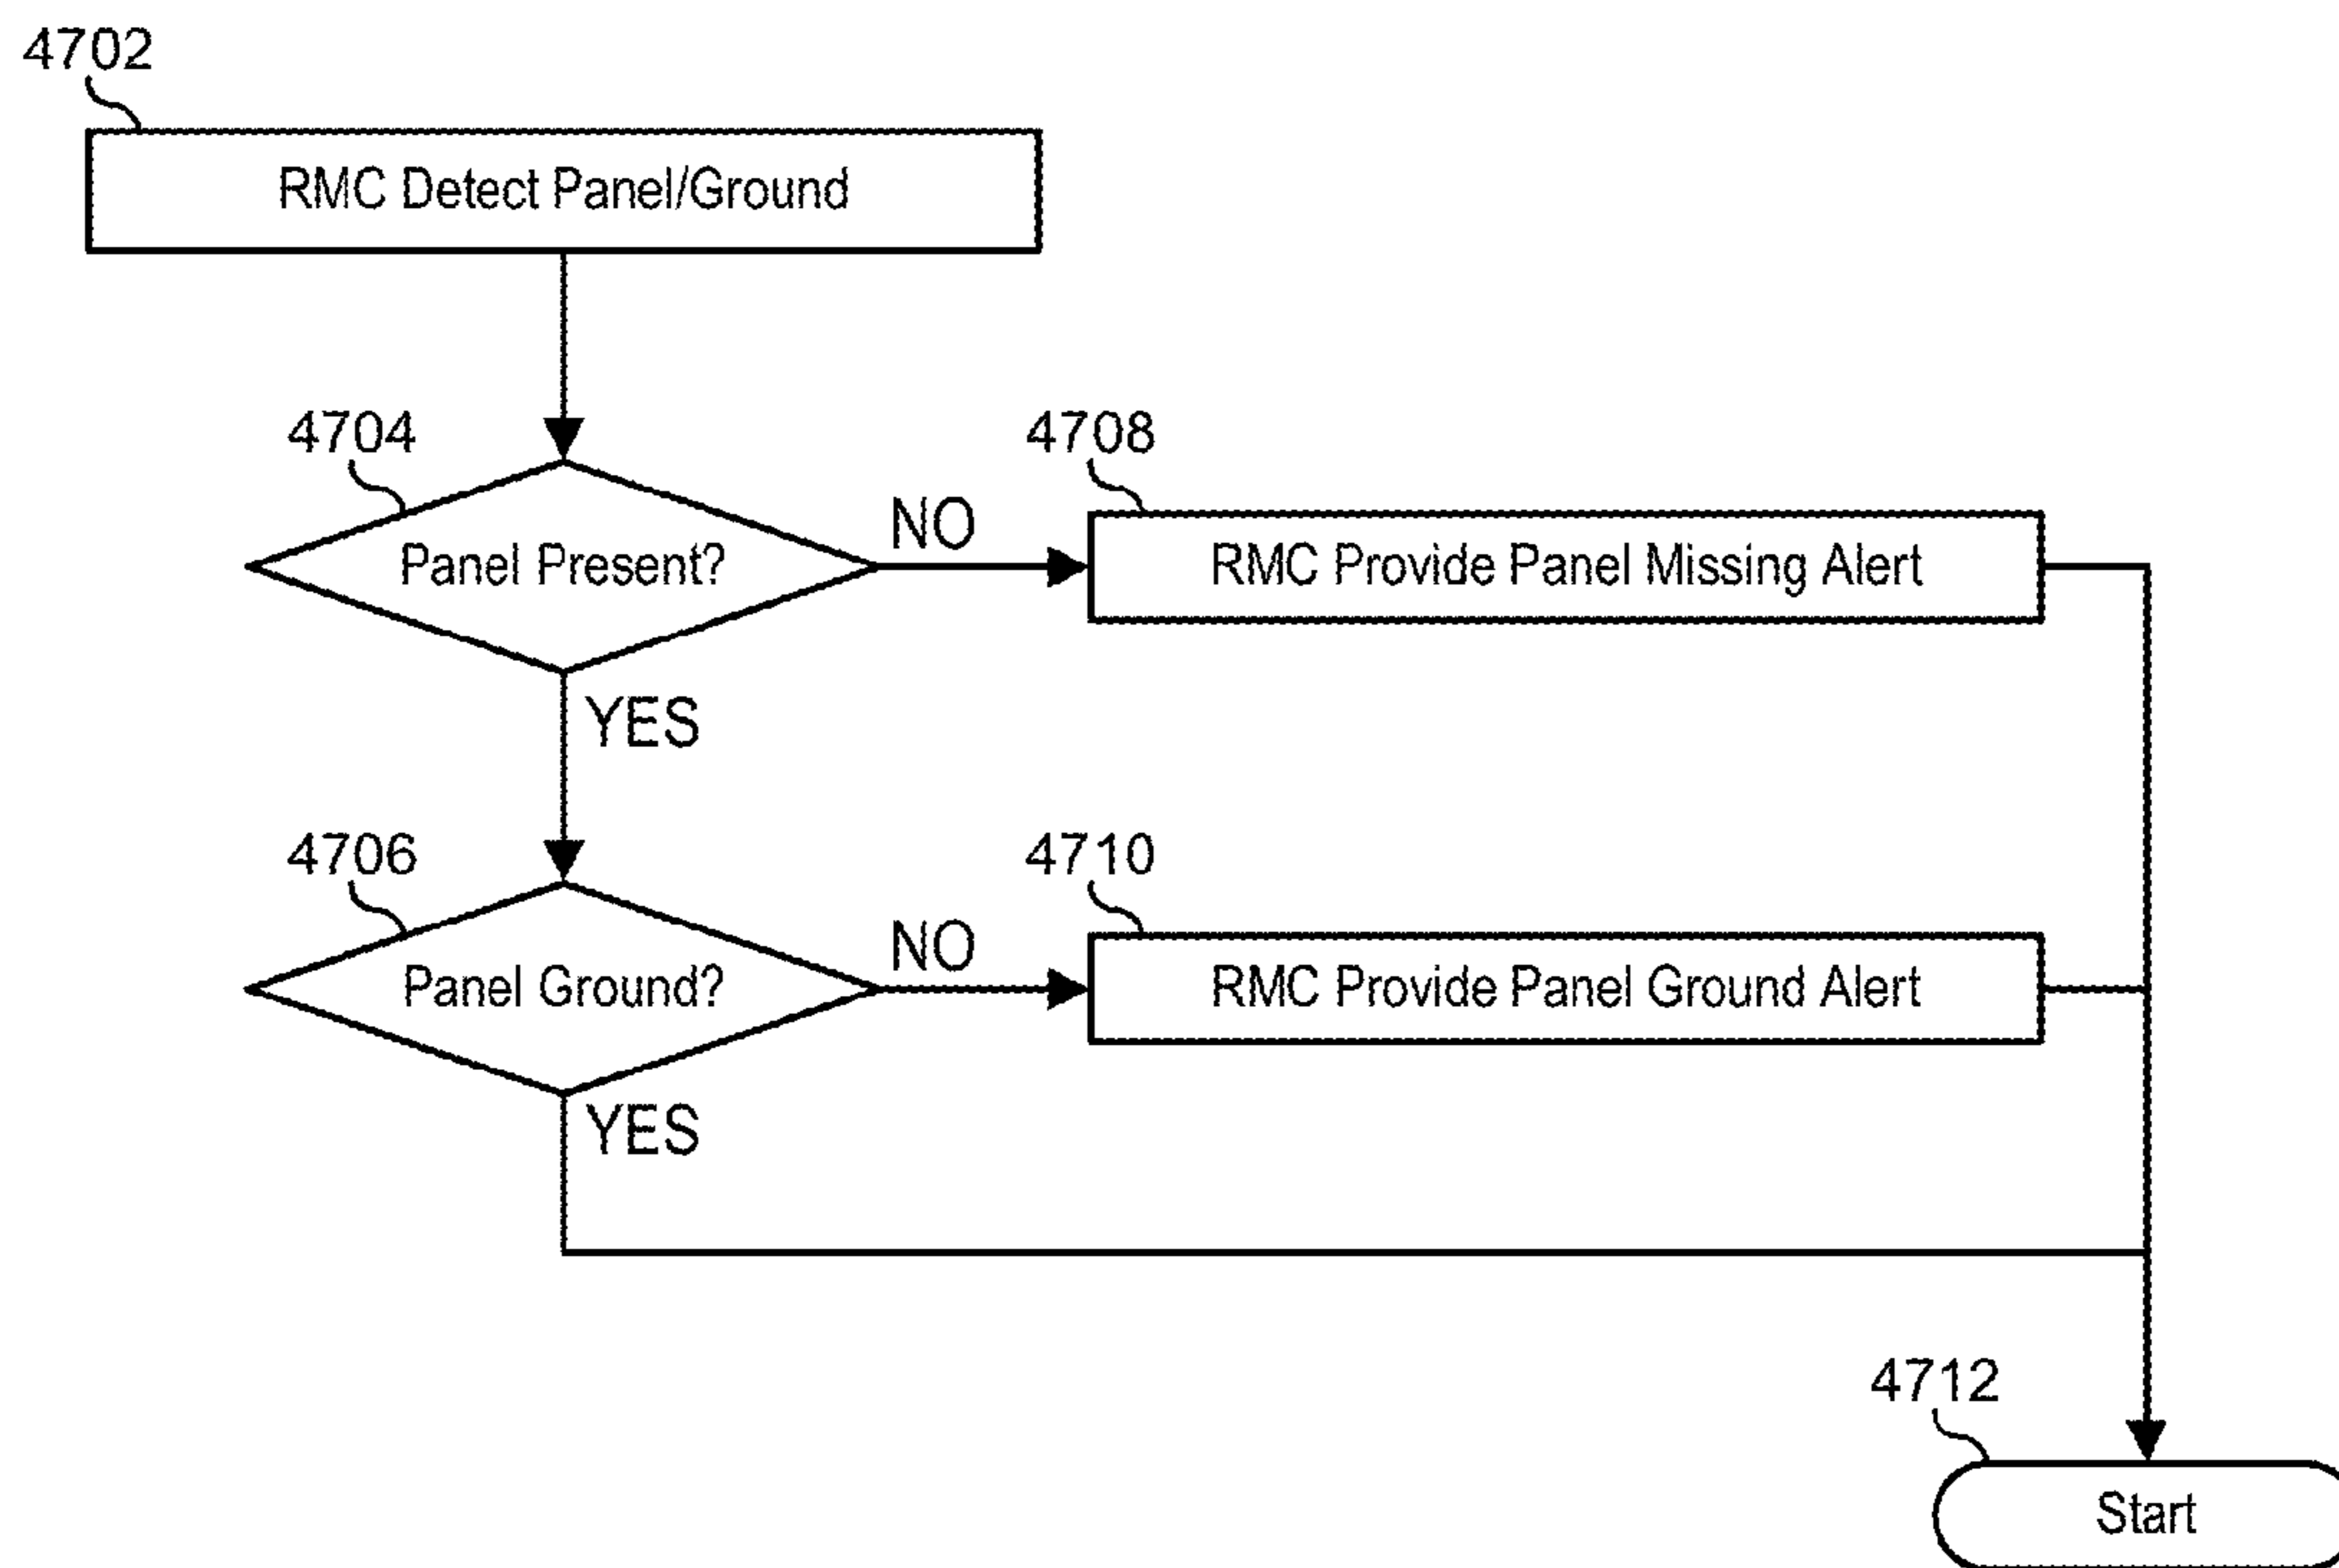 4702
RMC Detect Panel/Ground
4704
Panel Present?
NO
4708
RMC Provide Panel Missing Alert
YES
4706
Panel Ground?
NO
4710
RMC Provide Panel Ground Alert
YES
4712
Start